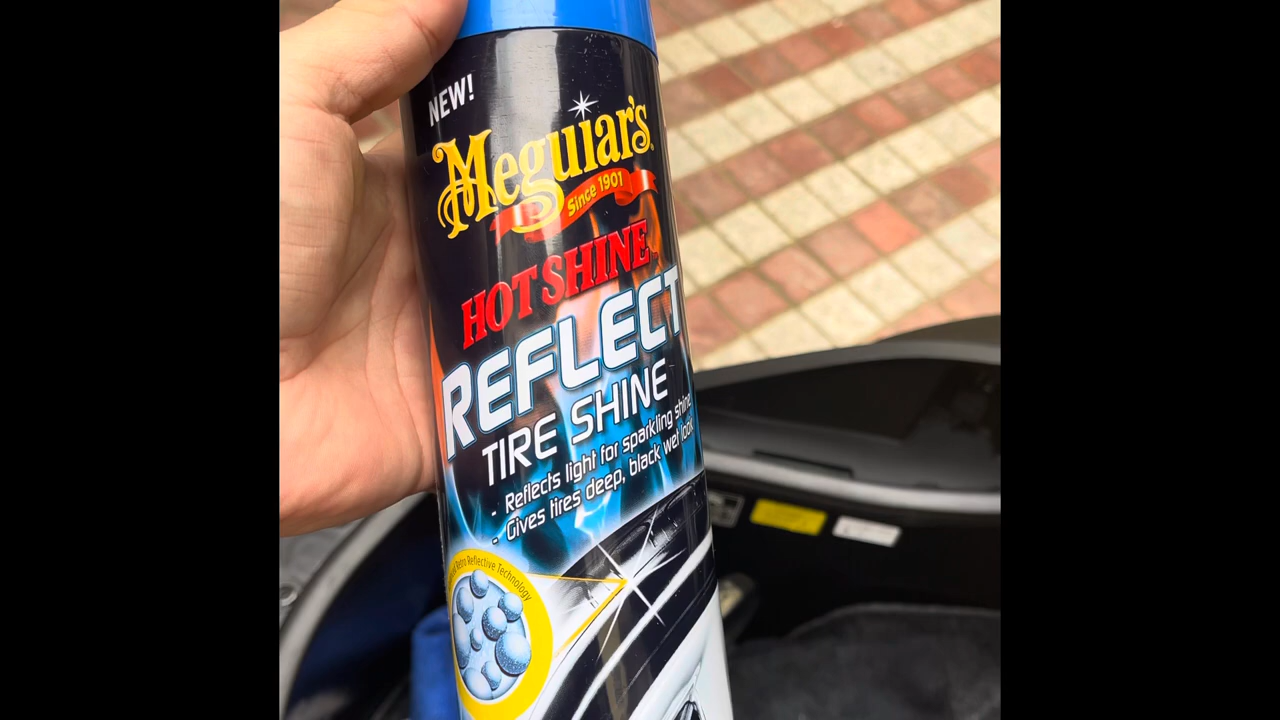 NEW!
Meguiar's
Since 1901
HOT SHINE
REFLECT
TIRE SHINE
- Reflects light for sparkling shine
- Gives tires deep, black wet look
Retro Reflective Technology